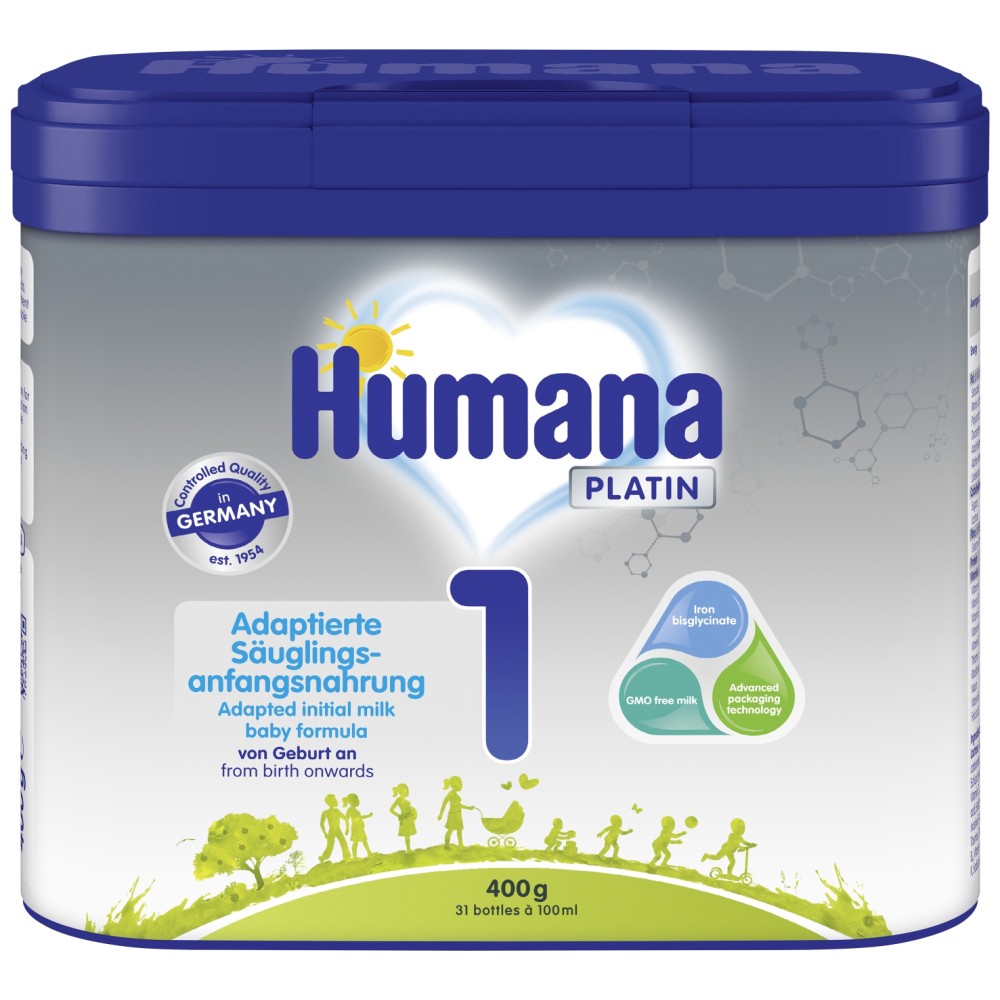 Humana
Humana
PLATIN
Controlled Quality
in
GERMANY
est. 1954
1
Adaptierte
Säuglings-
anfangsnahrung
Adapted initial milk
baby formula
von Geburt an
from birth onwards
Iron
bisglycinate
GMO free milk
Advanced
packaging
technology
400g
31 bottles à 100ml